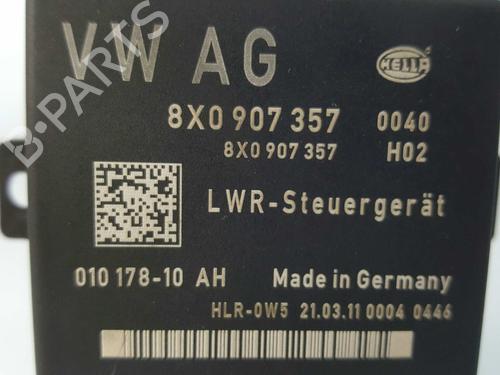 VW AG
HELLA
8X0 907 357 0040
8X0 907 357 H02
LWR-Steuergerät
010 178-10 AH Made in Germany
HLR-0W5 21.03.11 0004 0446
B-PARTS